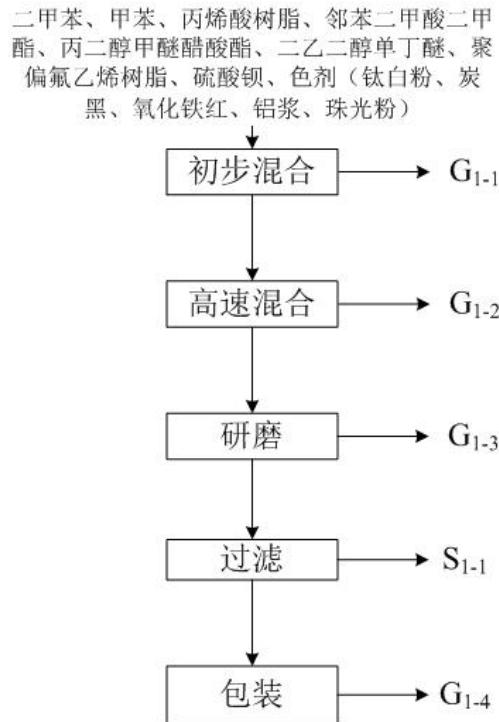 二甲苯、甲苯、丙烯酸树脂、邻苯二甲酸二甲
酯、丙二醇甲醚醋酸酯、二乙二醇单丁醚、聚
偏氟乙烯树脂、硫酸钡、色剂（钛白粉、炭
黑、氧化铁红、铝浆、珠光粉）
初步混合 G1-1
高速混合 G1-2
研磨 G1-3
过滤 S1-1
包装 G1-4